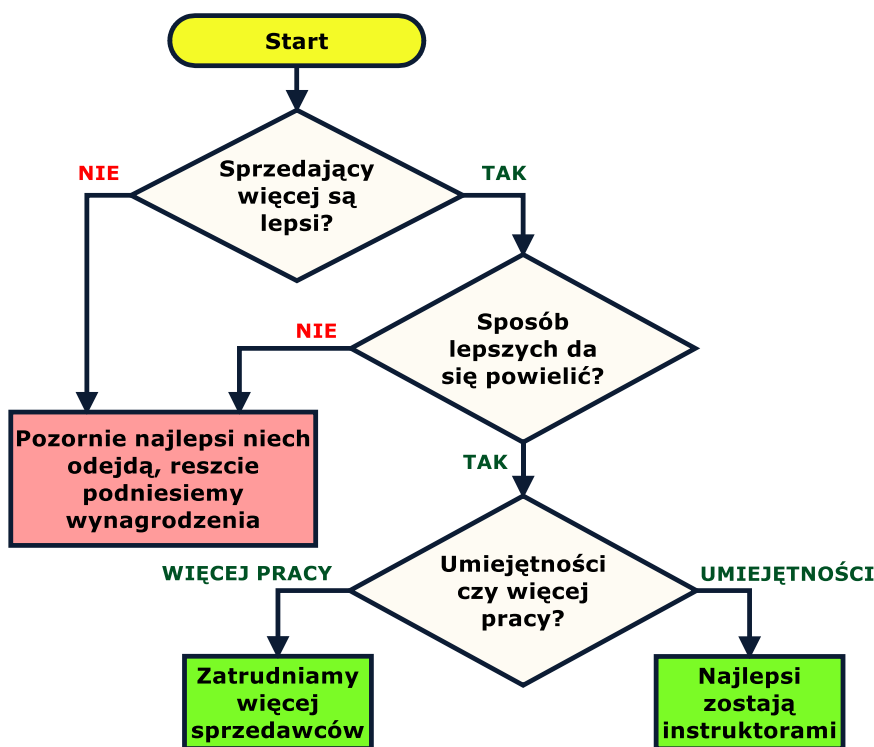 Start
Sprzedający
więcej są
lepsi?
NIE
TAK
Sposób
lepszych da
się powielić?
NIE
Pozornie najlepsi niech
odejdą, reszcie
podniesiemy
wynagrodzenia
TAK
Umiejętności
czy więcej
pracy?
WIĘCEJ PRACY
UMIEJĘTNOŚCI
Zatrudniamy
więcej
sprzedawców
Najlepsi
zostają
instruktorami